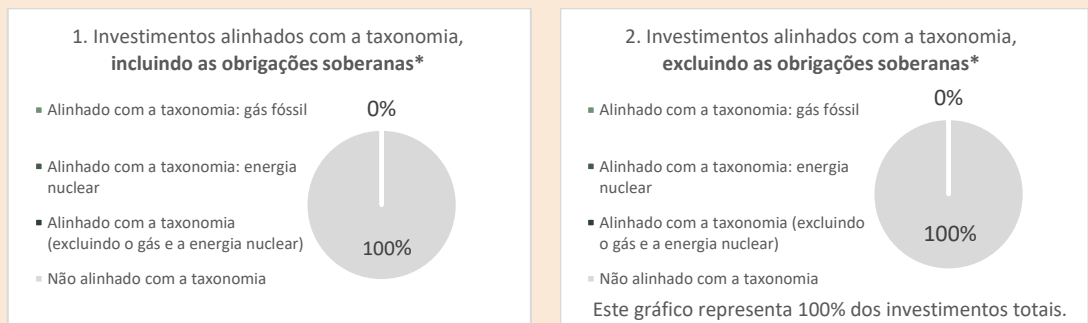 1. Investimentos alinhados com a taxonomia,
incluindo as obrigações soberanas*
Alinhado com a taxonomia: gás fóssil
Alinhado com a taxonomia: energia
nuclear
Alinhado com a taxonomia
(excluindo o gás e a energia nuclear)
Não alinhado com a taxonomia
0%
100%
2. Investimentos alinhados com a taxonomia,
excluindo as obrigações soberanas*
Alinhado com a taxonomia: gás fóssil
Alinhado com a taxonomia: energia
nuclear
Alinhado com a taxonomia (excluindo
o gás e a energia nuclear)
Não alinhado com a taxonomia
0%
100%
Este gráfico representa 100% dos investimentos totais.